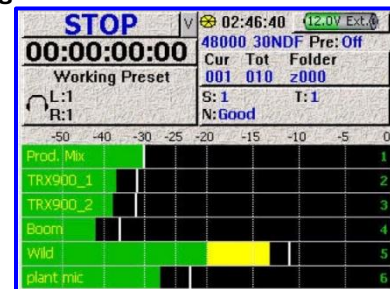 g
STOP V 02:46:40 12.0V Ext.
00:00:00:00 48000 30NDF Pre: Off
Cur Tot Folder
Working Preset 001 010 z000
L:1 S: 1 T: 1
R:1 N:Good
-50 -40 -30 -25 -20 -15 -10 -5 0
Prod. Mix 1
TRX900_1 2
TRX900_2 3
Boom 4
Wild 5
plant mic 6